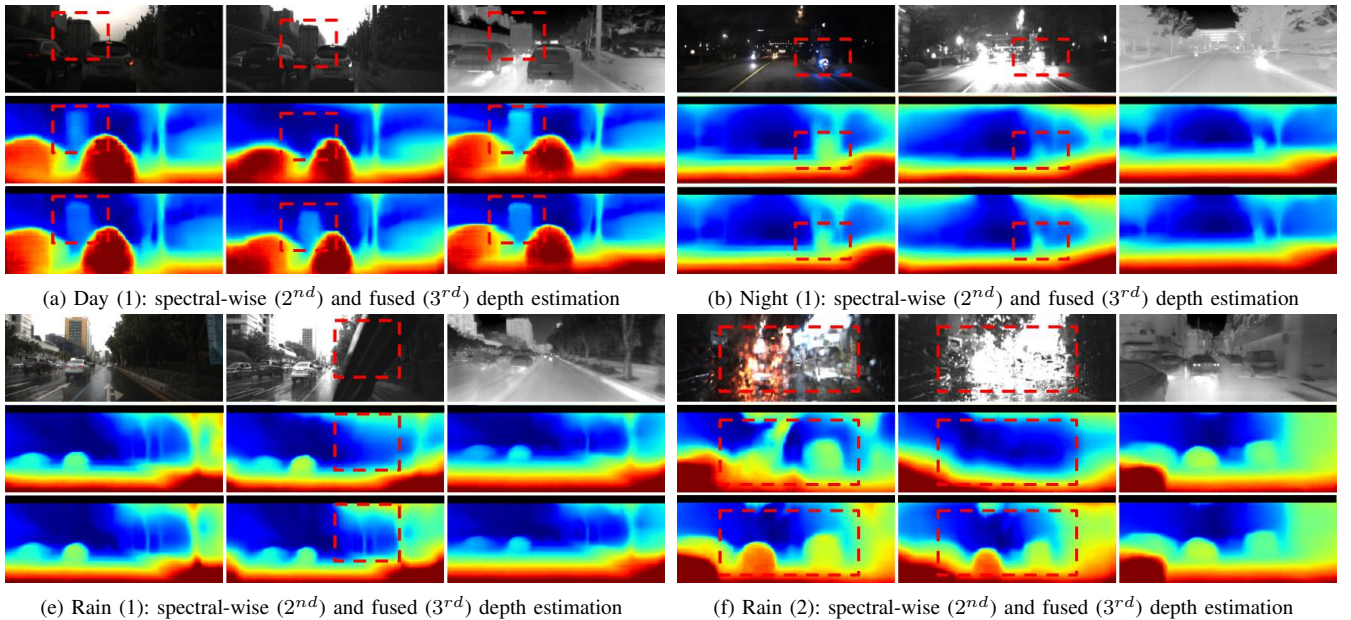 (a) Day (1): spectral-wise (2nd) and fused (3rd) depth estimation
(b) Night (1): spectral-wise (2nd) and fused (3rd) depth estimation
(e) Rain (1): spectral-wise (2nd) and fused (3rd) depth estimation
(f) Rain (2): spectral-wise (2nd) and fused (3rd) depth estimation